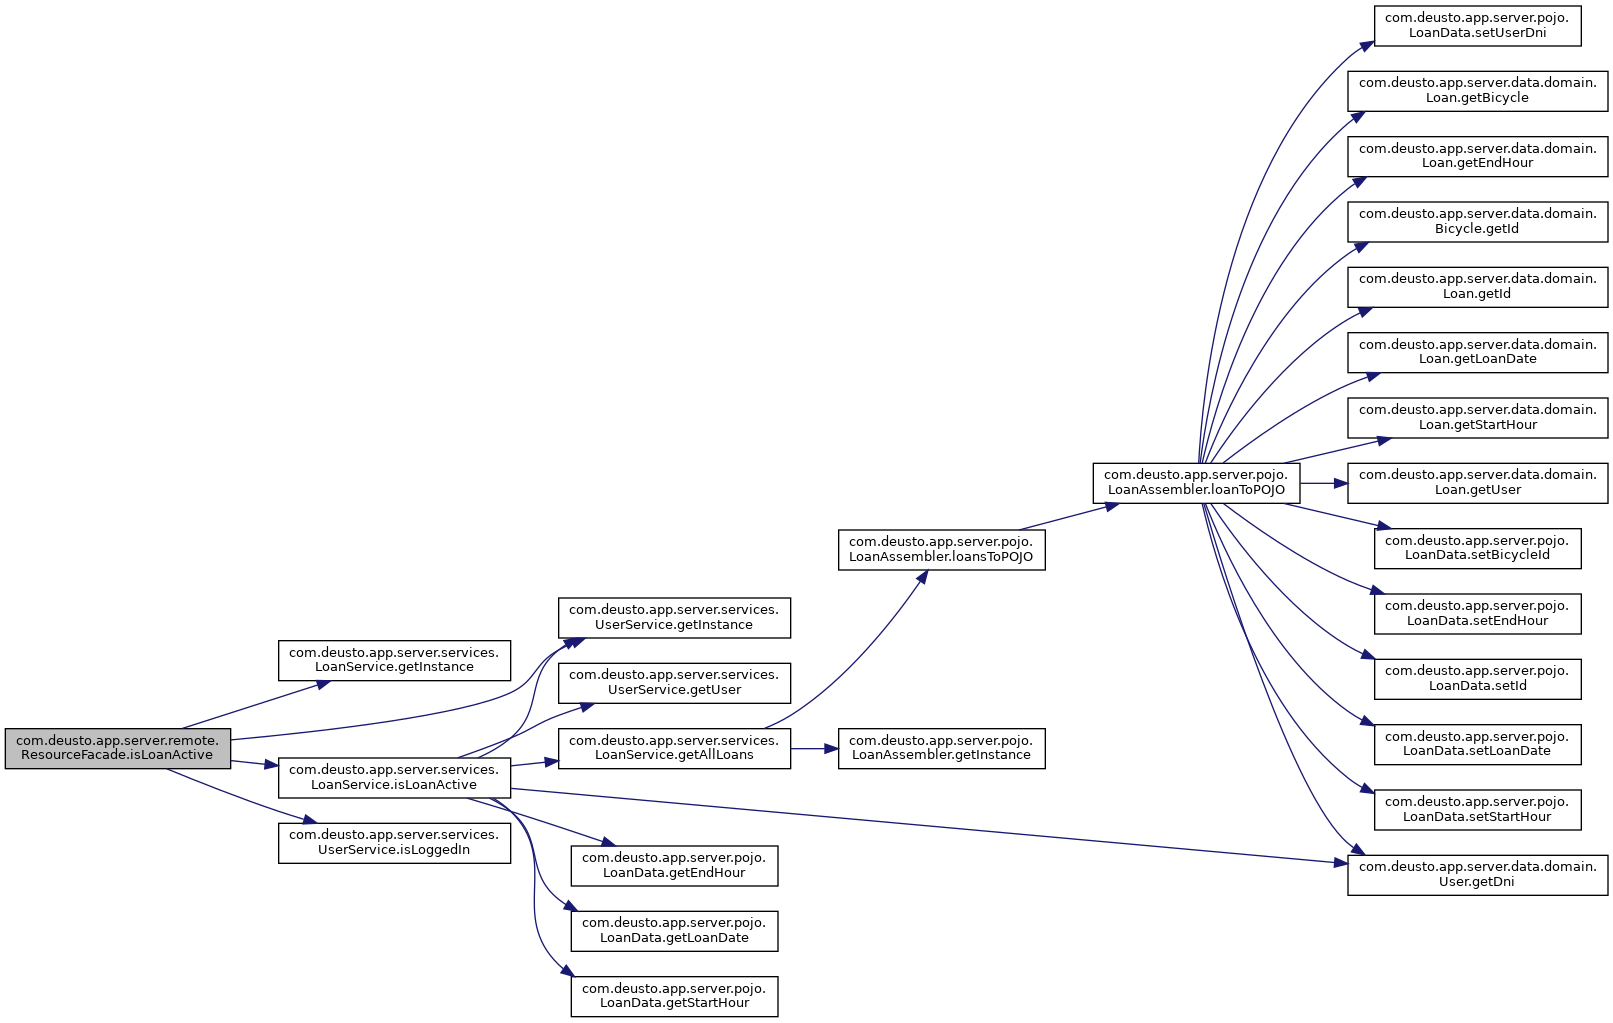 com.deusto.app.server.remote.
ResourceFacade.isLoanActive
com.deusto.app.server.services.
LoanService.getInstance
com.deusto.app.server.services.
LoanService.isLoanActive
com.deusto.app.server.services.
UserService.isLoggedIn
com.deusto.app.server.services.
UserService.getInstance
com.deusto.app.server.services.
UserService.getUser
com.deusto.app.server.services.
LoanService.getAllLoans
com.deusto.app.server.pojo.
LoanData.getEndHour
com.deusto.app.server.pojo.
LoanData.getLoanDate
com.deusto.app.server.pojo.
LoanData.getStartHour
com.deusto.app.server.pojo.
LoanAssembler.loansToPOJO
com.deusto.app.server.pojo.
LoanAssembler.getInstance
com.deusto.app.server.pojo.
LoanAssembler.loanToPOJO
com.deusto.app.server.pojo.
LoanData.setUserDni
com.deusto.app.server.data.domain.
Loan.getBicycle
com.deusto.app.server.data.domain.
Loan.getEndHour
com.deusto.app.server.data.domain.
Bicycle.getId
com.deusto.app.server.data.domain.
Loan.getId
com.deusto.app.server.data.domain.
Loan.getLoanDate
com.deusto.app.server.data.domain.
Loan.getStartHour
com.deusto.app.server.data.domain.
Loan.getUser
com.deusto.app.server.pojo.
LoanData.setBicycleId
com.deusto.app.server.pojo.
LoanData.setEndHour
com.deusto.app.server.pojo.
LoanData.setId
com.deusto.app.server.pojo.
LoanData.setLoanDate
com.deusto.app.server.pojo.
LoanData.setStartHour
com.deusto.app.server.data.domain.
User.getDni